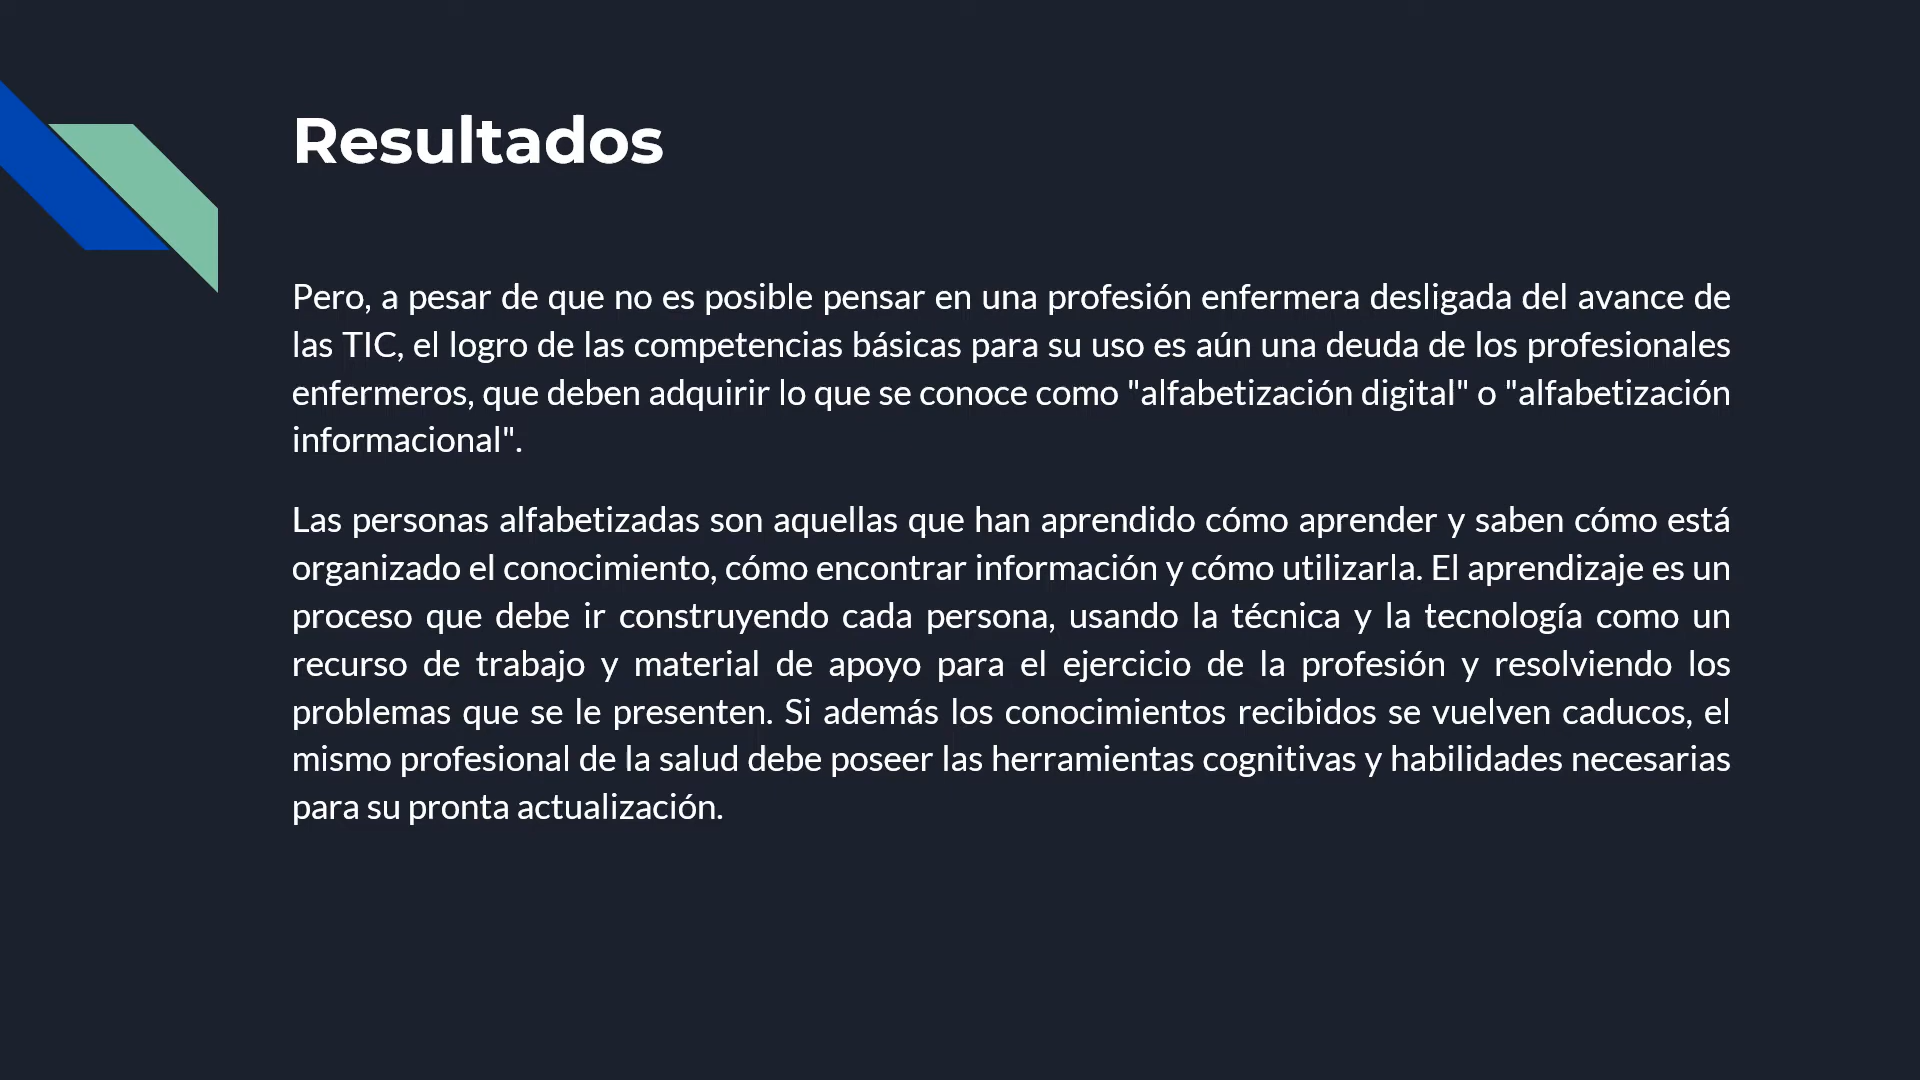 Resultados
Pero, a pesar de que no es posible pensar en una profesión enfermera desligada del avance de
las TIC, el logro de las competencias básicas para su uso es aún una deuda de los profesionales
enfermeros, que deben adquirir lo que se conoce como "alfabetización digital" o "alfabetización
informacional".
Las personas alfabetizadas son aquellas que han aprendido cómo aprender y saben cómo está
organizado el conocimiento, cómo encontrar información y cómo utilizarla. El aprendizaje es un
proceso que debe ir construyendo cada persona, usando la técnica y la tecnología como un
recurso de trabajo y material de apoyo para el ejercicio de la profesión y resolviendo los
problemas que se le presenten. Si además los conocimientos recibidos se vuelven caducos, el
mismo profesional de la salud debe poseer las herramientas cognitivas y habilidades necesarias
para su pronta actualización.